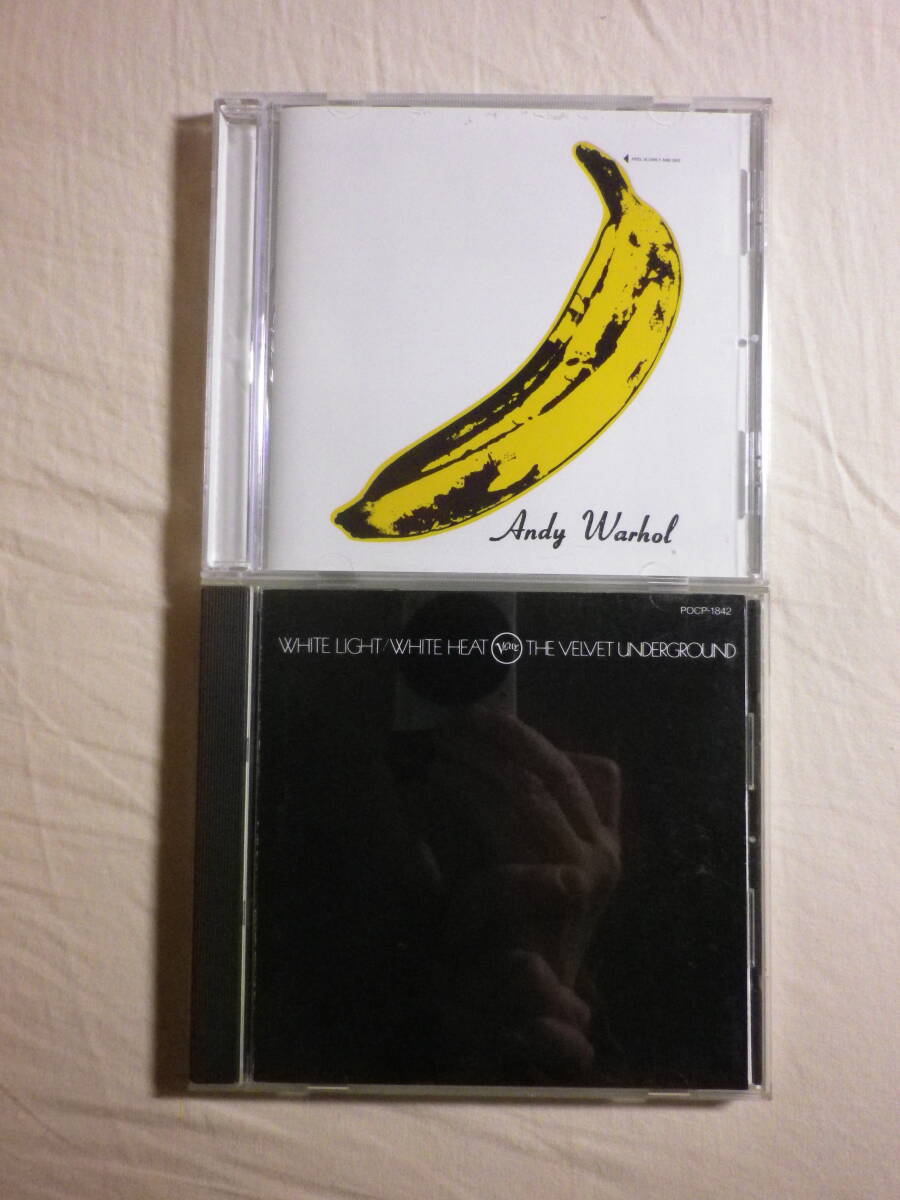 PEEL SLOWLY AND SEE
Andy Warhol
POCP-1842
WHITE LIGHT/WHITE HEAT Verve THE VELVET UNDERGROUND